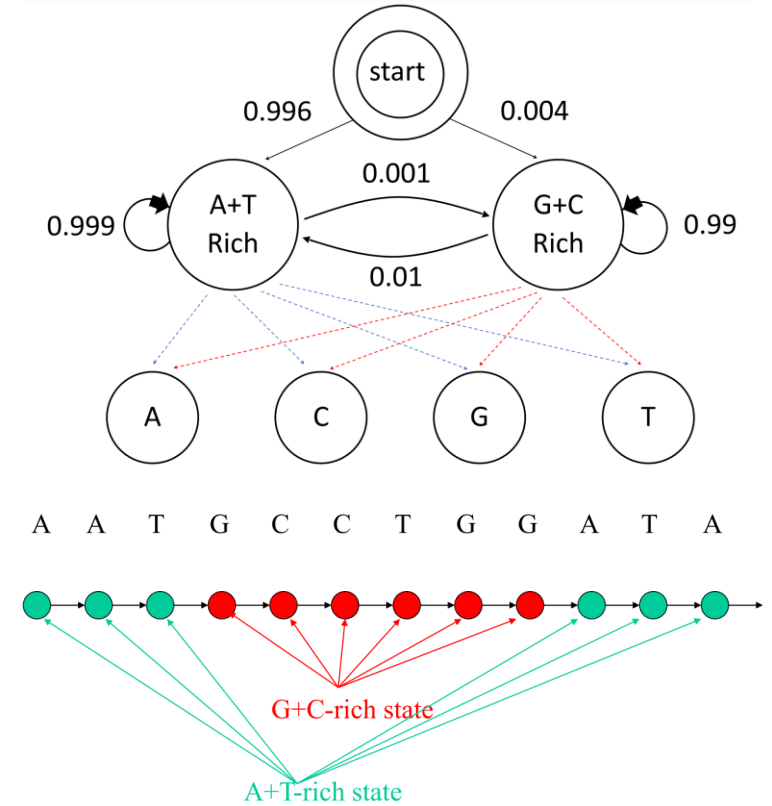 start
0.996
0.004
0.001
A+T
Rich
G+C
Rich
0.999
0.99
0.01
A
C
G
T
A A T G C C T G G A T A
G+C-rich state
A+T-rich state